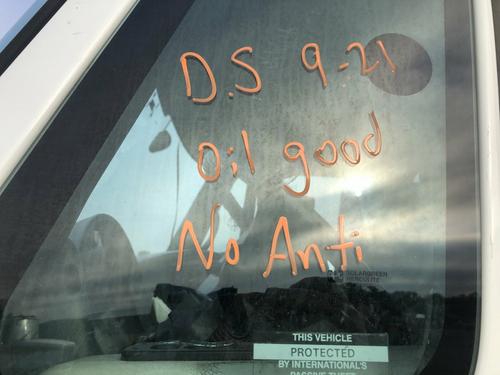 D.S 9-21
Oil good
No Anti
THIS VEHICLE
PROTECTED
BY INTERNATIONAL'S